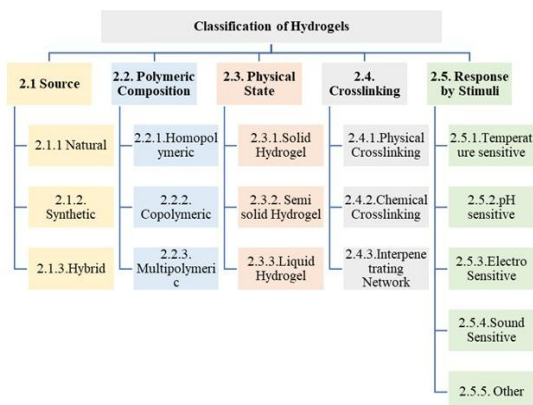 Classification of Hydrogels
2.1 Source
2.2. Polymeric
Composition
2.3. Physical
State
2.4.
Crosslinking
2.5. Response
by Stimuli
2.1.1 Natural
2.1.2.
Synthetic
2.1.3.Hybrid
2.2.1.Homopol
ymeric
2.2.2.
Copolymeric
2.2.3.
Multipolymeri
c
2.3.1.Solid
Hydrogel
2.3.2. Semi
solid Hydrogel
2.3.3.Liquid
Hydrogel
2.4.1.Physical
Crosslinking
2.4.2.Chemical
Crosslinking
2.4.3.Interpene
trating
Network
2.5.1.Temperat
ure sensitive
2.5.2.pH
sensitive
2.5.3.Electro
Sensitive
2.5.4.Sound
Sensitive
2.5.5. Other